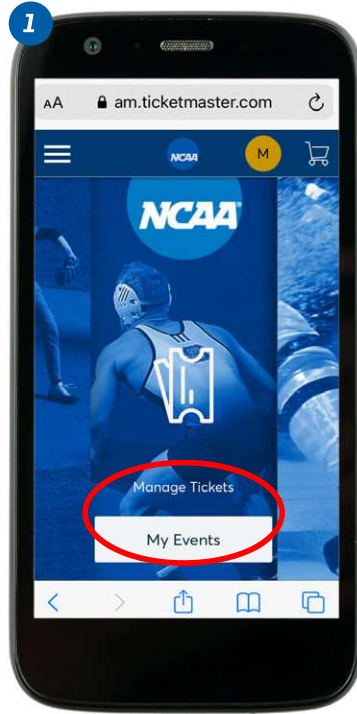 1
AA am.ticketmaster.com
NCAA M
NCAA
Manage Tickets
My Events